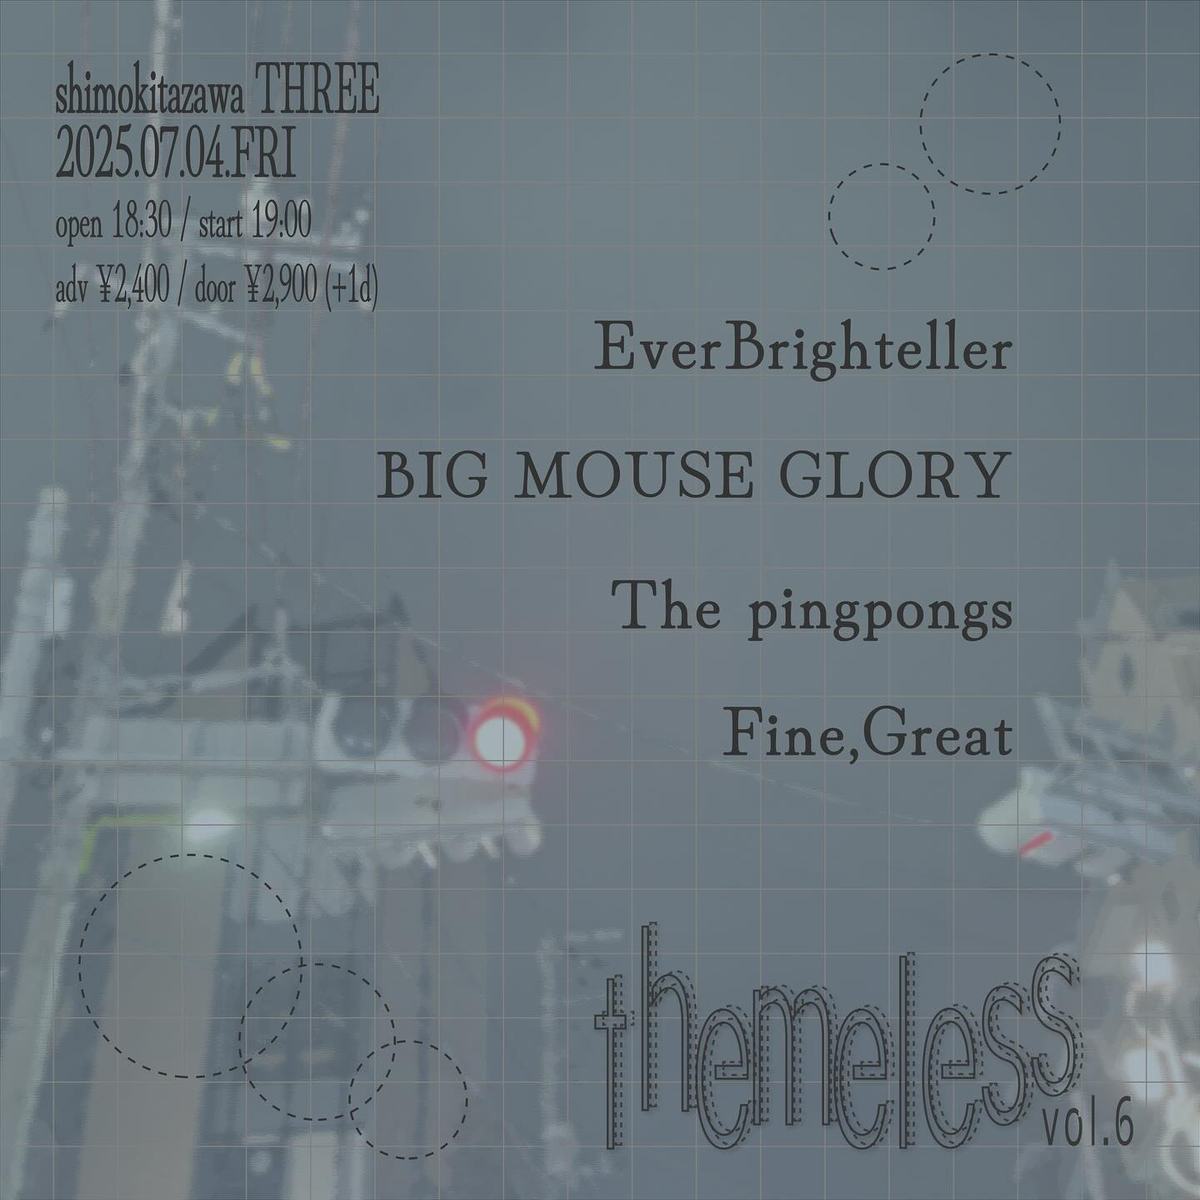 shimokitazawa THREE
2025.07.04.FRI
open 18:30 / start 19:00
adv ¥2,400 / door ¥2,900 (+1d)
EverBrighteller
BIG MOUSE GLORY
The pingpongs
Fine,Great
themeless
vol.6